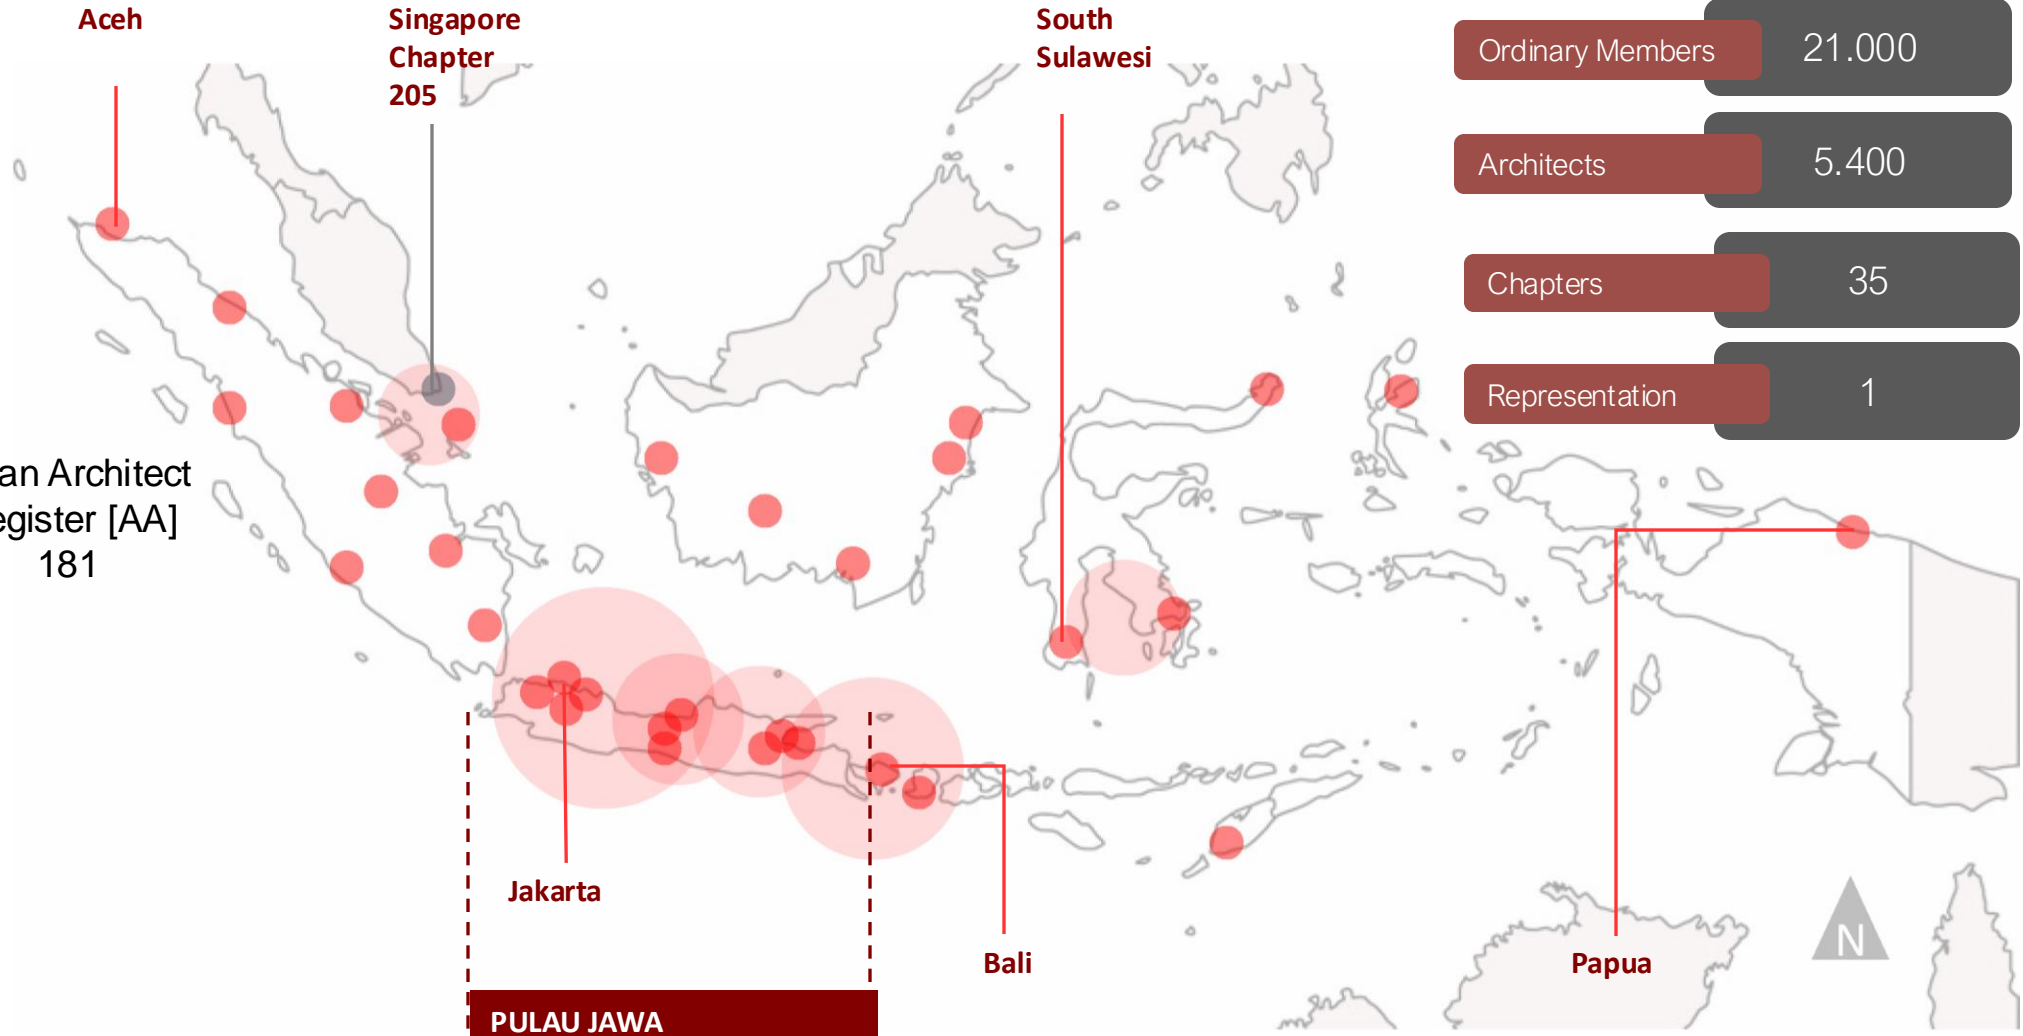 Aceh
Singapore
Chapter
205
South
Sulawesi
Ordinary Members
21.000
Architects
5.400
Chapters
35
Representation
1
an Architect
egister [AA]
181
Jakarta
Bali
Papua
N
PULAU JAWA